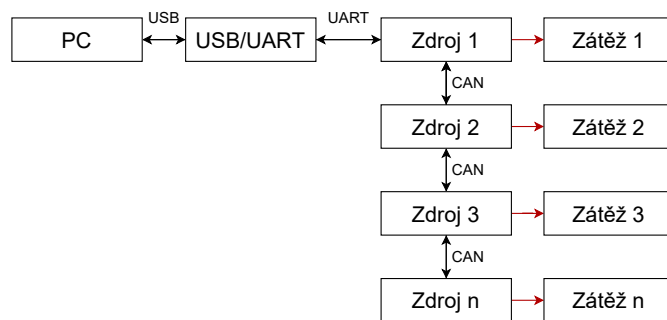 USB
UART
PC
USB/UART
Zdroj 1
Zátěž 1
CAN
Zdroj 2
Zátěž 2
CAN
Zdroj 3
Zátěž 3
CAN
Zdroj n
Zátěž n